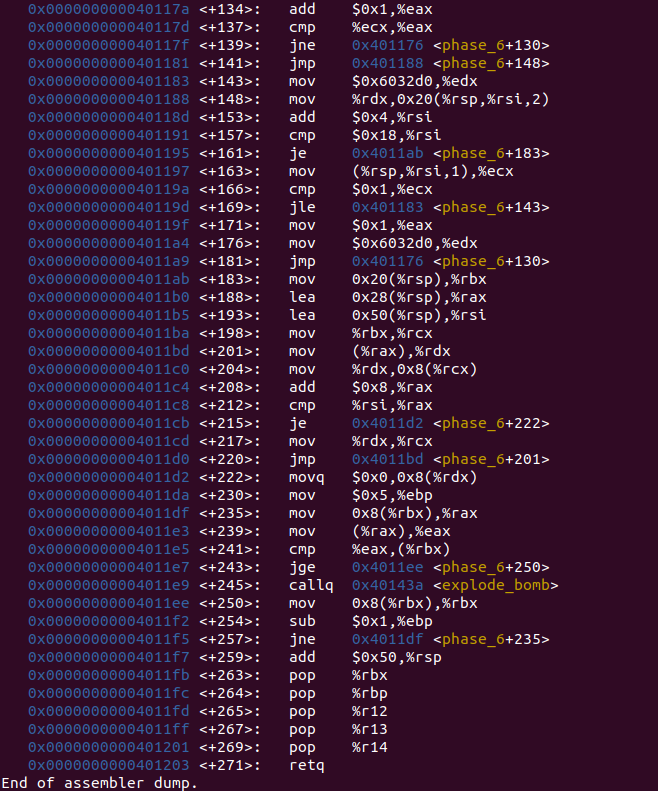 0x000000000040117a <+134>: add $0x1,%eax
0x000000000040117d <+137>: cmp %ecx,%eax
0x000000000040117f <+139>: jne 0x401176 <phase_6+130>
0x0000000000401181 <+141>: jmp 0x401188 <phase_6+148>
0x0000000000401183 <+143>: mov $0x6032d0,%edx
0x0000000000401188 <+148>: mov %rdx,0x20(%rsp,%rsi,2)
0x000000000040118d <+153>: add $0x4,%rsi
0x0000000000401191 <+157>: cmp $0x18,%rsi
0x0000000000401195 <+161>: je 0x4011ab <phase_6+183>
0x0000000000401197 <+163>: mov (%rsp,%rsi,1),%ecx
0x000000000040119a <+166>: cmp $0x1,%ecx
0x000000000040119d <+169>: jle 0x401183 <phase_6+143>
0x000000000040119f <+171>: mov $0x1,%eax
0x00000000004011a4 <+176>: mov $0x6032d0,%edx
0x00000000004011a9 <+181>: jmp 0x401176 <phase_6+130>
0x00000000004011ab <+183>: mov 0x20(%rsp),%rbx
0x00000000004011b0 <+188>: lea 0x28(%rsp),%rax
0x00000000004011b5 <+193>: lea 0x50(%rsp),%rsi
0x00000000004011ba <+198>: mov %rbx,%rcx
0x00000000004011bd <+201>: mov (%rax),%rdx
0x00000000004011c0 <+204>: mov %rdx,0x8(%rcx)
0x00000000004011c4 <+208>: add $0x8,%rax
0x00000000004011c8 <+212>: cmp %rsi,%rax
0x00000000004011cb <+215>: je 0x4011d2 <phase_6+222>
0x00000000004011cd <+217>: mov %rdx,%rcx
0x00000000004011d0 <+220>: jmp 0x4011bd <phase_6+201>
0x00000000004011d2 <+222>: movq $0x0,0x8(%rdx)
0x00000000004011da <+230>: mov $0x5,%ebp
0x00000000004011df <+235>: mov 0x8(%rbx),%rax
0x00000000004011e3 <+239>: mov (%rax),%eax
0x00000000004011e5 <+241>: cmp %eax,(%rbx)
0x00000000004011e7 <+243>: jge 0x4011ee <phase_6+250>
0x00000000004011e9 <+245>: callq 0x40143a <explode_bomb>
0x00000000004011ee <+250>: mov 0x8(%rbx),%rbx
0x00000000004011f2 <+254>: sub $0x1,%ebp
0x00000000004011f5 <+257>: jne 0x4011df <phase_6+235>
0x00000000004011f7 <+259>: add $0x50,%rsp
0x00000000004011fb <+263>: pop %rbx
0x00000000004011fc <+264>: pop %rbp
0x00000000004011fd <+265>: pop %r12
0x00000000004011ff <+267>: pop %r13
0x0000000000401201 <+269>: pop %r14
0x0000000000401203 <+271>: retq
End of assembler dump.